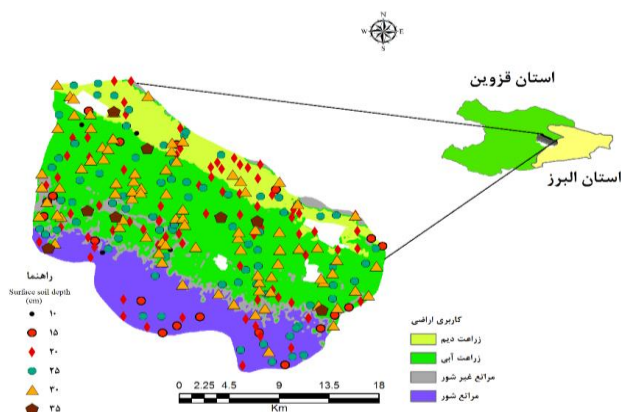 N
W
E
S
استان قزوین
استان البرز
راهنما
Surface soil depth
(cm)
۱۰
۱۵
۲۰
۲۵
۳۰
۳۵
کاربری اراضی
زراعت دیم
زراعت آبی
مراتع غیر شور
مراتع شور
0 2.25 4.5 9 13.5 18
Km